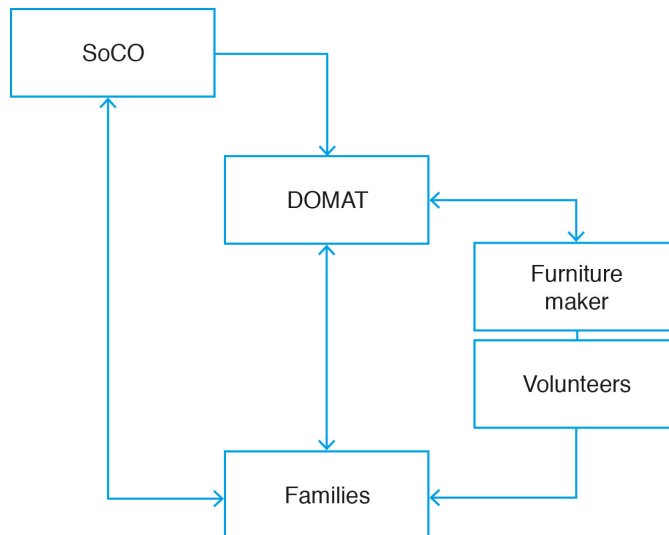 SoCO
DOMAT
Furniture
maker
Volunteers
Families